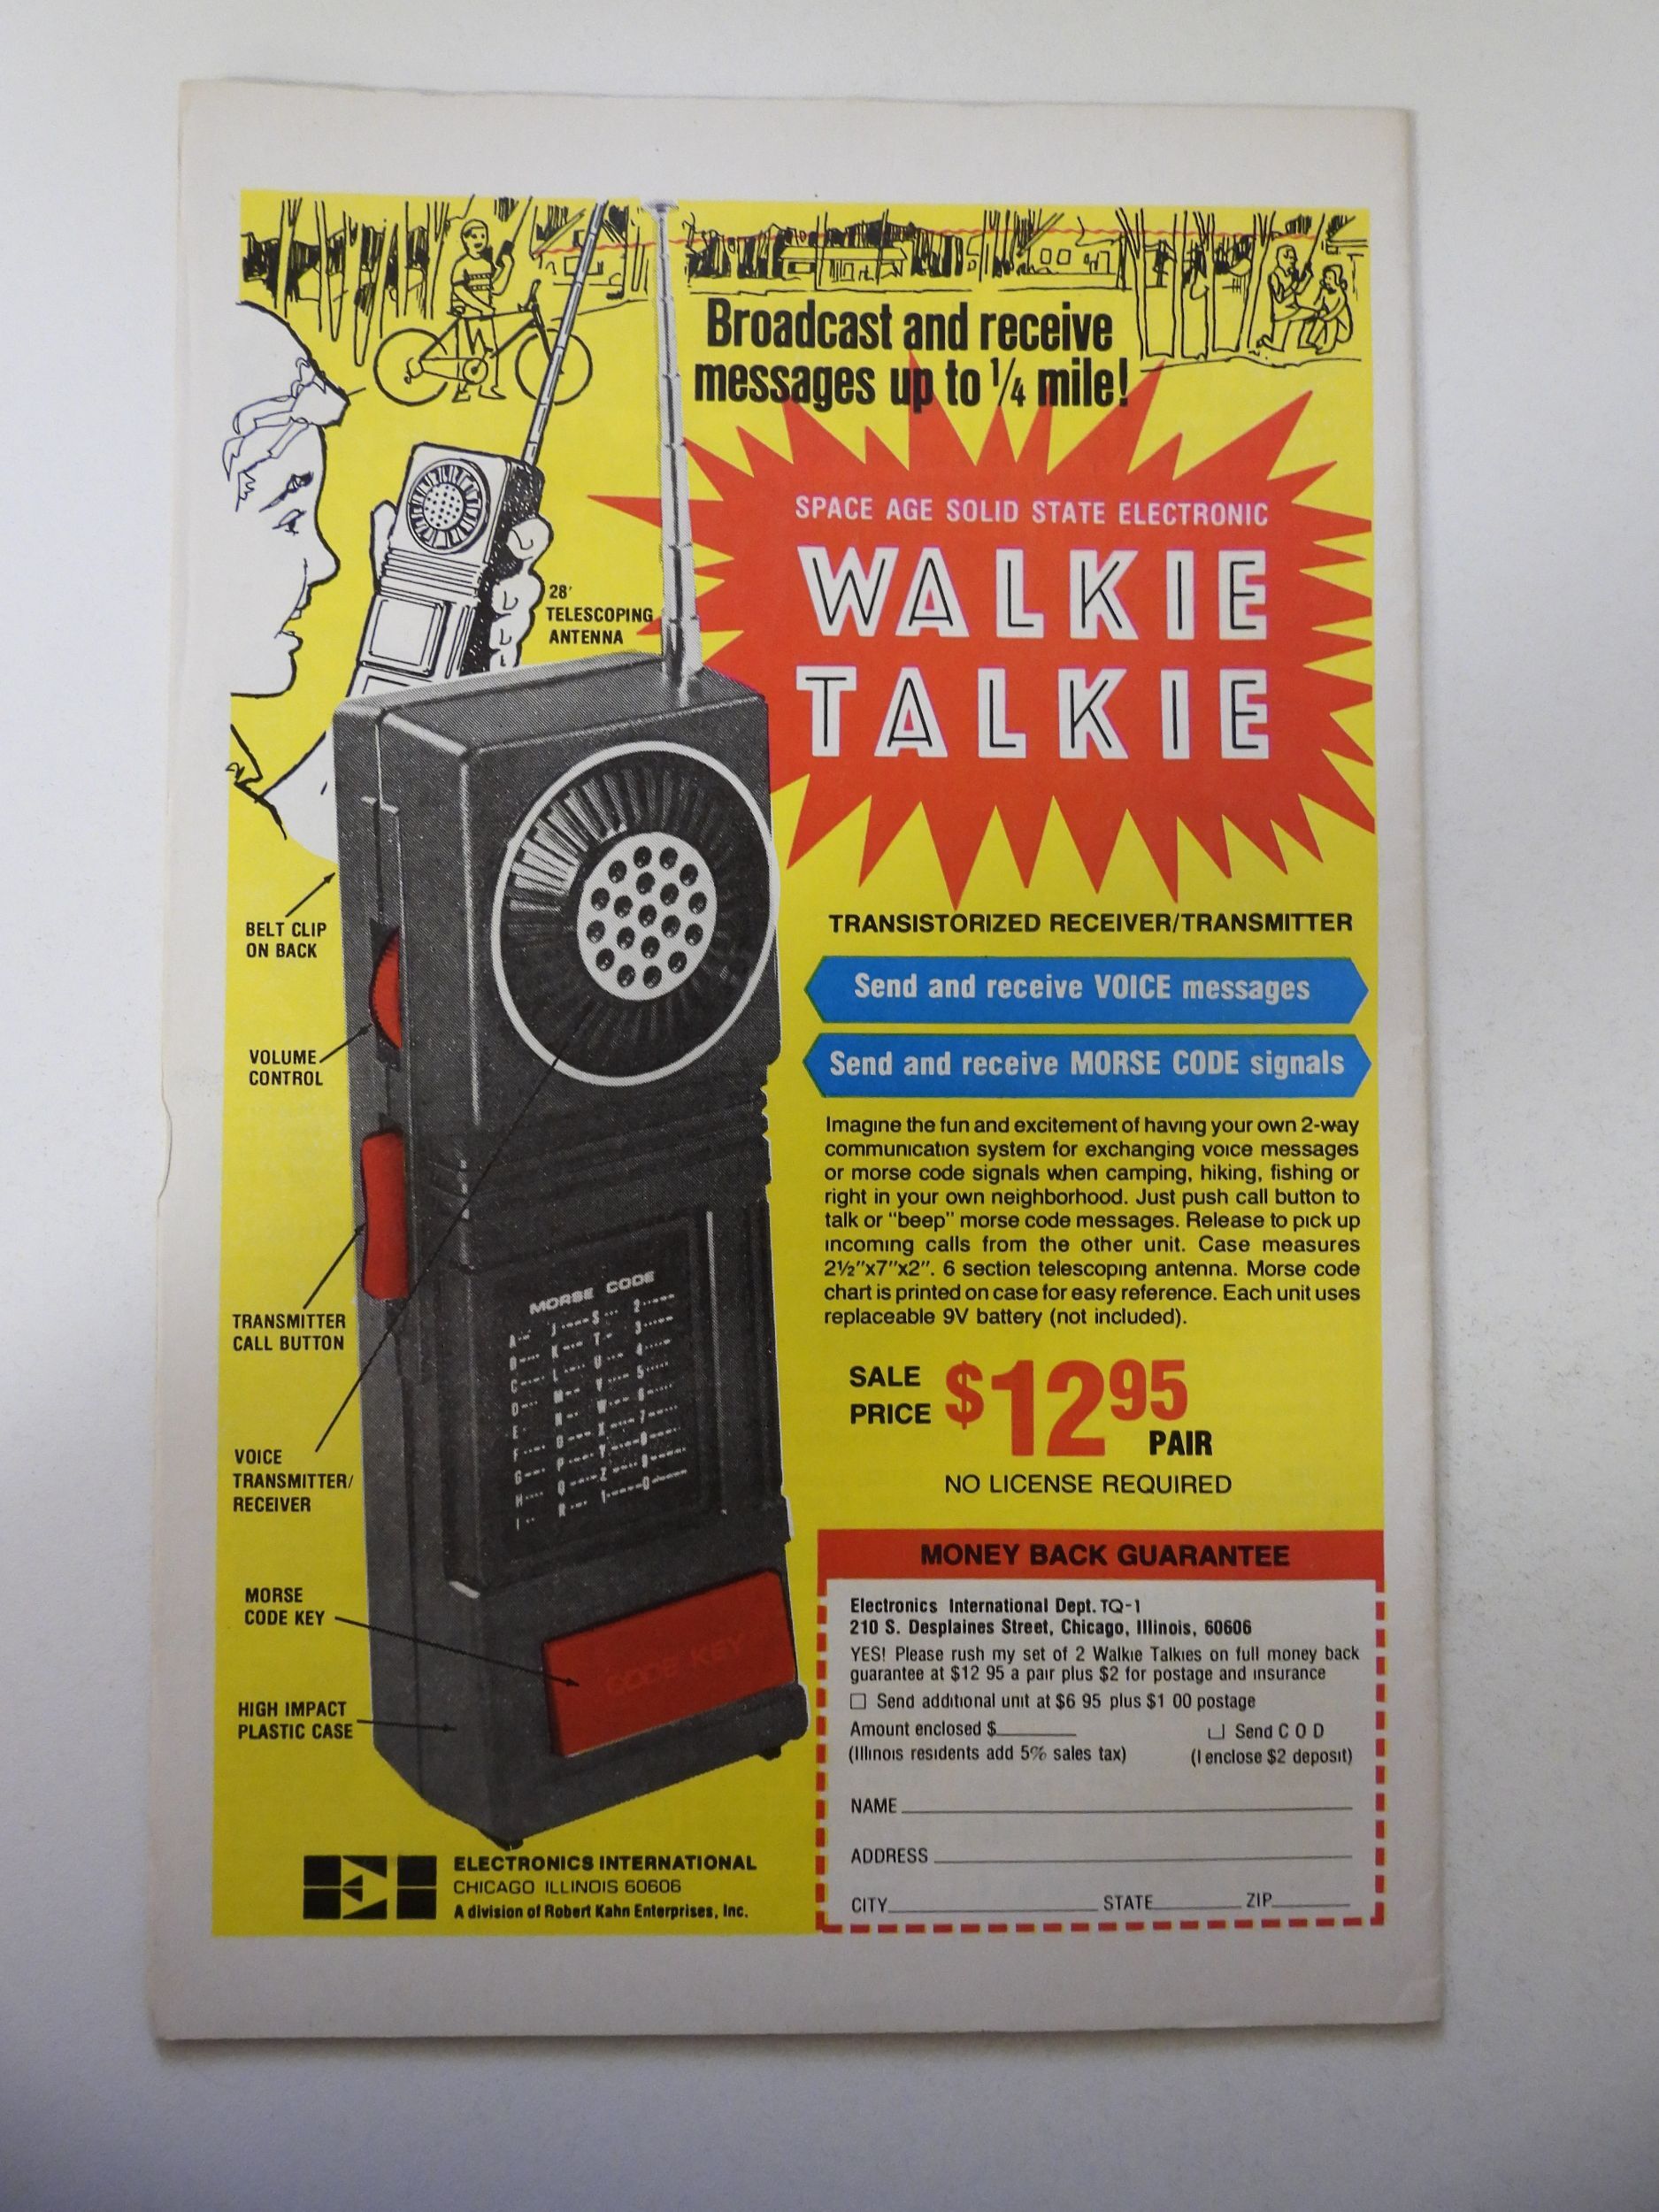 Broadcast and receive
messages up to 1/4 mile!
SPACE AGE SOLID STATE ELECTRONIC
WALKIE
TALKIE
28'
TELESCOPING
ANTENNA
BELT CLIP
ON BACK
VOLUME
CONTROL
TRANSMITTER
CALL BUTTON
VOICE
TRANSMITTER/
RECEIVER
MORSE
CODE KEY
HIGH IMPACT
PLASTIC CASE
MORSE CODE
CODE KEY
TRANSISTORIZED RECEIVER/TRANSMITTER
Send and receive VOICE messages
Send and receive MORSE CODE signals
Imagine the fun and excitement of having your own 2-way
communication system for exchanging voice messages
or morse code signals when camping, hiking, fishing or
right in your own neighborhood. Just push call button to
talk or "beep" morse code messages. Release to pick up
incoming calls from the other unit. Case measures
2½"x7"x2". 6 section telescoping antenna. Morse code
chart is printed on case for easy reference. Each unit uses
replaceable 9V battery (not included).
SALE
PRICE $12 95
PAIR
NO LICENSE REQUIRED
MONEY BACK GUARANTEE
Electronics International Dept. TQ-1
210 S. Desplaines Street, Chicago, Illinois, 60606
YES! Please rush my set of 2 Walkie Talkies on full money back
guarantee at $12 95 a pair plus $2 for postage and insurance
Send additional unit at $6 95 plus $1 00 postage
Amount enclosed $ Send C O D
(Illinois residents add 5% sales tax) (I enclose $2 deposit)
NAME
ADDRESS
CITY STATE ZIP
EI
ELECTRONICS INTERNATIONAL
CHICAGO ILLINOIS 60606
A division of Robert Kahn Enterprises, Inc.